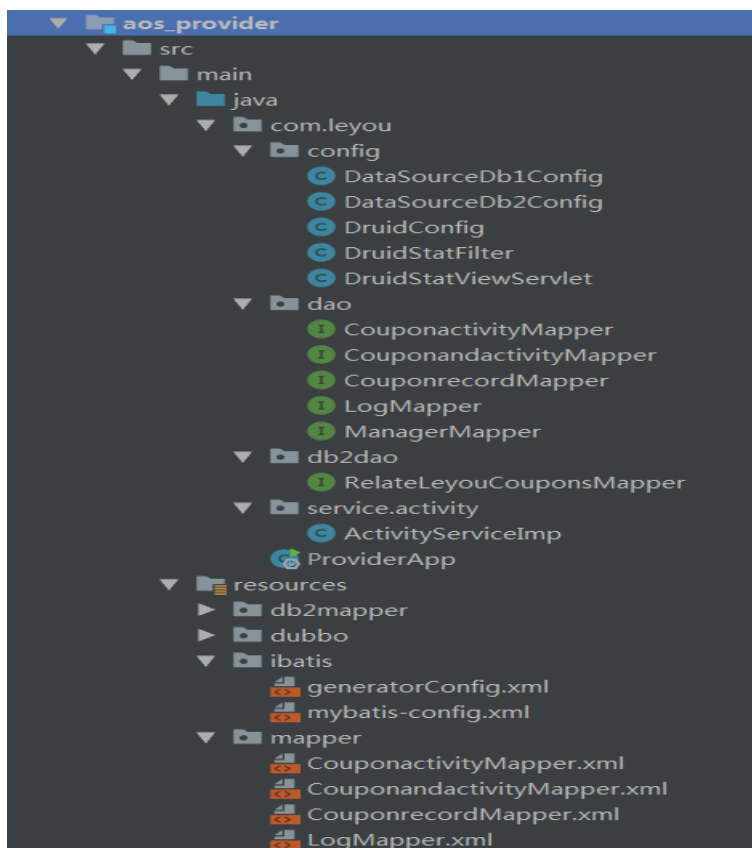 aos_provider
src
main
java
com.leyou
config
DataSourceDb1Config
DataSourceDb2Config
DruidConfig
DruidStatFilter
DruidStatViewServlet
dao
CouponactivityMapper
CouponandactivityMapper
CouponrecordMapper
LogMapper
ManagerMapper
db2dao
RelateLeyouCouponsMapper
service.activity
ActivityServiceImp
ProviderApp
resources
db2mapper
dubbo
ibatis
generatorConfig.xml
mybatis-config.xml
mapper
CouponactivityMapper.xml
CouponandactivityMapper.xml
CouponrecordMapper.xml
LogMapper.xml